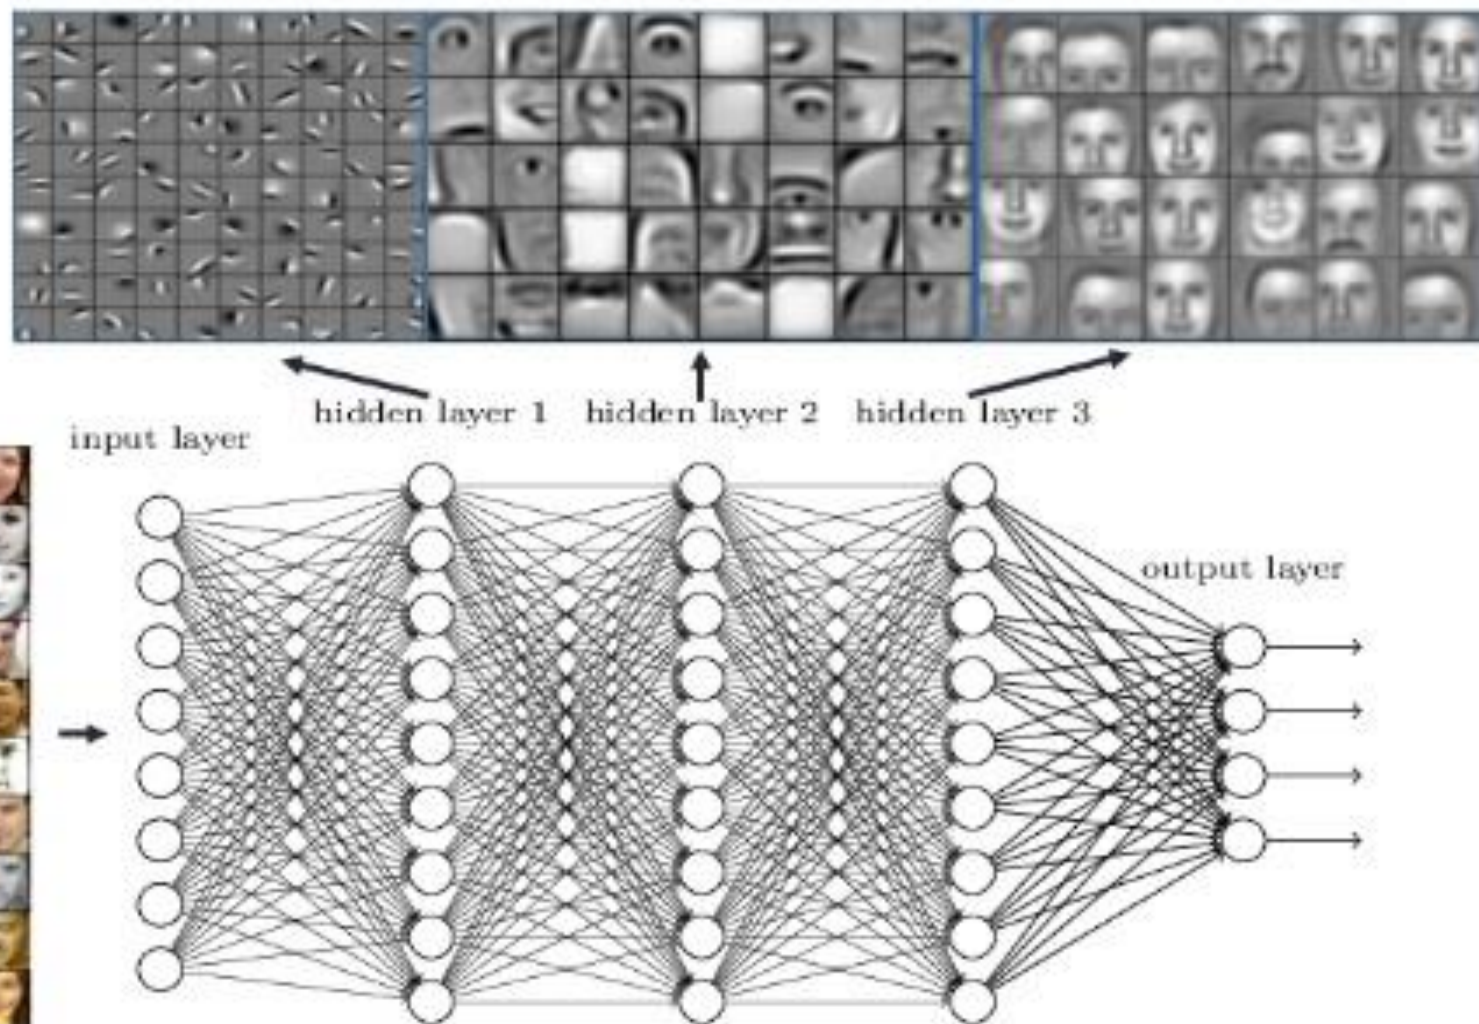 hidden layer 1
hidden layer 2
hidden layer 3
input layer
output layer